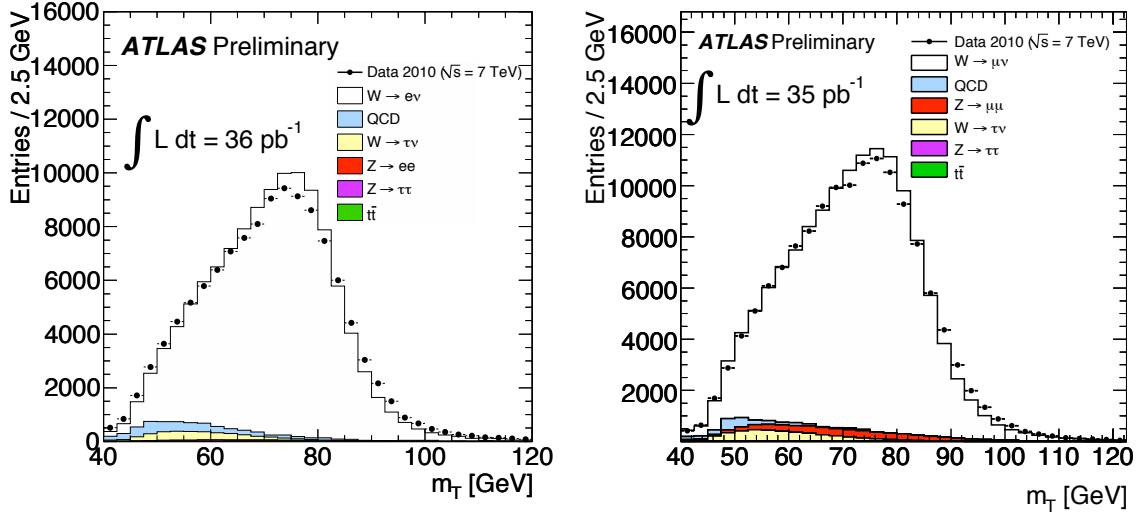 ATLAS Preliminary
Data 2010 (√s = 7 TeV)
W → eν
QCD
W → τν
Z → ee
Z → ττ
tt̄
∫ L dt = 36 pb⁻¹
Entries / 2.5 GeV
16000
14000
12000
10000
8000
6000
4000
2000
0
40
60
80
100
120
m_T [GeV]
ATLAS Preliminary
Data 2010 (√s = 7 TeV)
W → μν
QCD
Z → μμ
W → τν
Z → ττ
tt̄
∫ L dt = 35 pb⁻¹
Entries / 2.5 GeV
16000
14000
12000
10000
8000
6000
4000
2000
0
40 50 60 70 80 90 100 110 120
m_T [GeV]